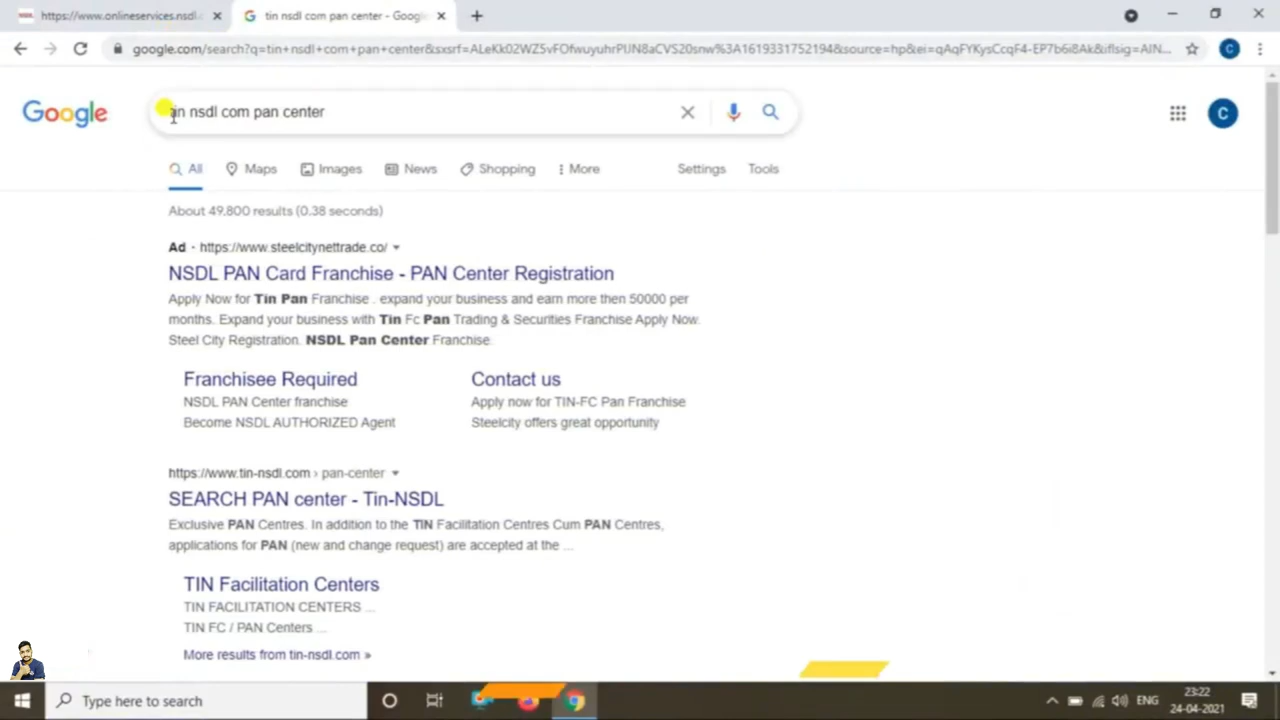 https://www.onlineservices.nsdl.
tin nsdl com pan center - Google
google.com/search?q=tin+nsdl+com+pan+center&sxsrf=ALeKk02WZ5vFOfwuyuhrPUN8aCVS20snw%3A1619331752194&source=hp&ei=qAqFYKysCcqF4-EP7b6i8Ak&iflsig=AIN...
C
Google
tin nsdl com pan center
C
All Maps Images News Shopping More Settings Tools
About 49,800 results (0.38 seconds)
Ad · https://www.steelcitynettrade.co/
NSDL PAN Card Franchise - PAN Center Registration
Apply Now for Tin Pan Franchise . expand your business and earn more then 50000 per
months. Expand your business with Tin Fc Pan Trading & Securities Franchise Apply Now.
Steel City Registration. NSDL Pan Center Franchise.
Franchisee Required
NSDL PAN Center franchise
Become NSDL AUTHORIZED Agent
Contact us
Apply now for TIN-FC Pan Franchise
Steelcity offers great opportunity
https://www.tin-nsdl.com › pan-center
SEARCH PAN center - Tin-NSDL
Exclusive PAN Centres. In addition to the TIN Facilitation Centres Cum PAN Centres,
applications for PAN (new and change request) are accepted at the ...
TIN Facilitation Centers
TIN FACILITATION CENTERS ...
TIN FC / PAN Centers ...
More results from tin-nsdl.com »
Type here to search
ENG
23:22
24-04-2021